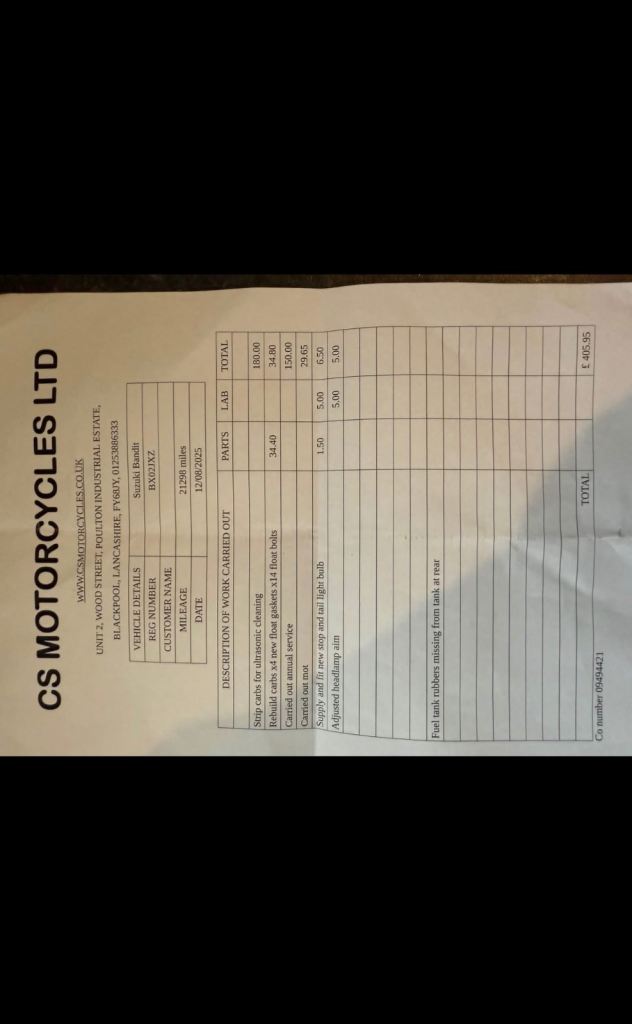 CS MOTORCYCLES LTD
WWW.CSMOTORCYCLES.CO.UK
UNIT 2, WOOD STREET, POULTON INDUSTRIAL ESTATE,
BLACKPOOL, LANCASHIRE, FY68JY, 01253886333
VEHICLE DETAILS Suzuki Bandit
REG NUMBER BX02JXZ
CUSTOMER NAME
MILEAGE 21298 miles
DATE 12/08/2025
DESCRIPTION OF WORK CARRIED OUT PARTS LAB TOTAL
Strip carbs for ultrasonic cleaning 180.00
Rebuild carbs x4 new float gaskets x14 float bolts 34.40 34.80
Carried out annual service 150.00
Carried out mot 29.65
Supply and fit new stop and tail light bulb 1.50 5.00 6.50
Adjusted headlamp aim 5.00 5.00
Fuel tank rubbers missing from tank at rear
TOTAL £ 405.95
Co number 09494421